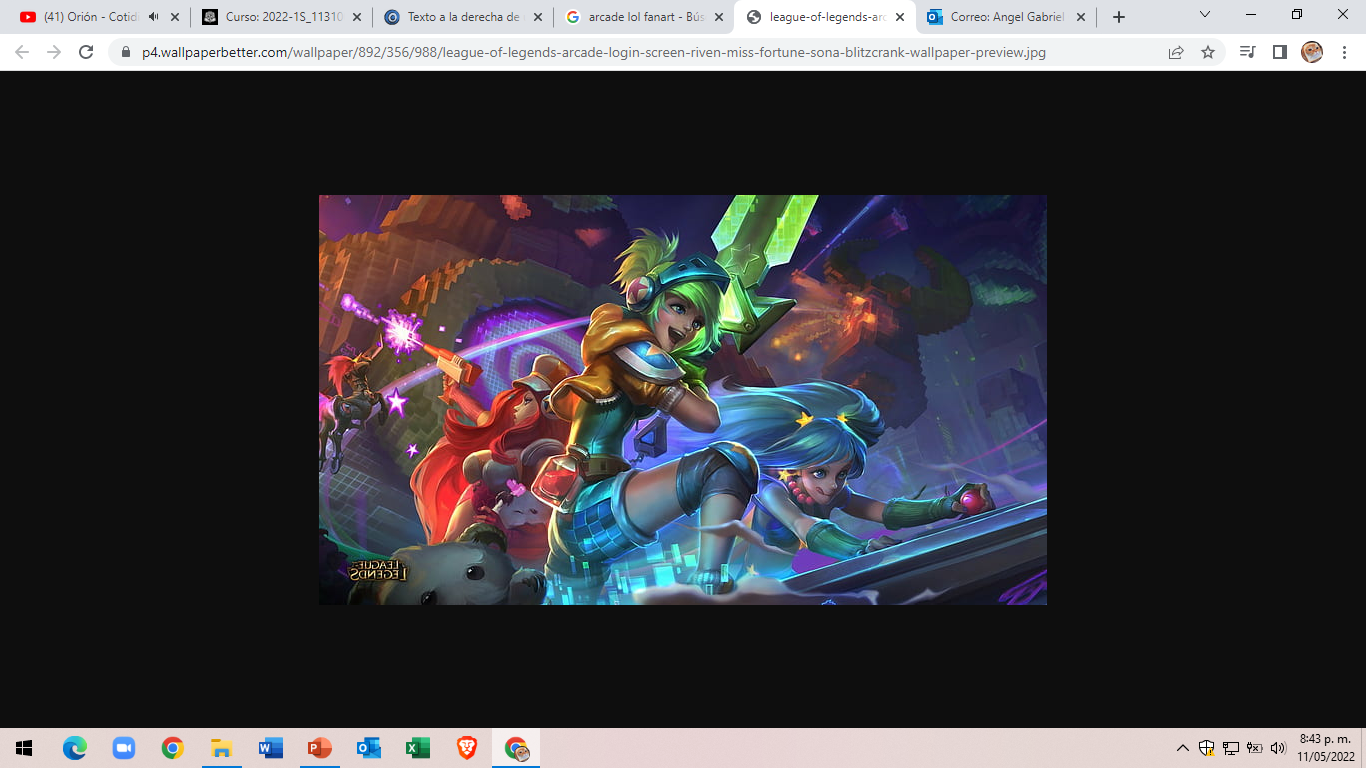 (41) Orión - Cotid
Curso: 2022-1S_11310
Texto a la derecha de
arcade lol fanart - Bús
league-of-legends-arc
Correo: Angel Gabriel
p4.wallpaperbetter.com/wallpaper/892/356/988/league-of-legends-arcade-login-screen-riven-miss-fortune-sona-blitzcrank-wallpaper-preview.jpg
LEAGUE OF
LEGENDS
8:43 p. m.
11/05/2022